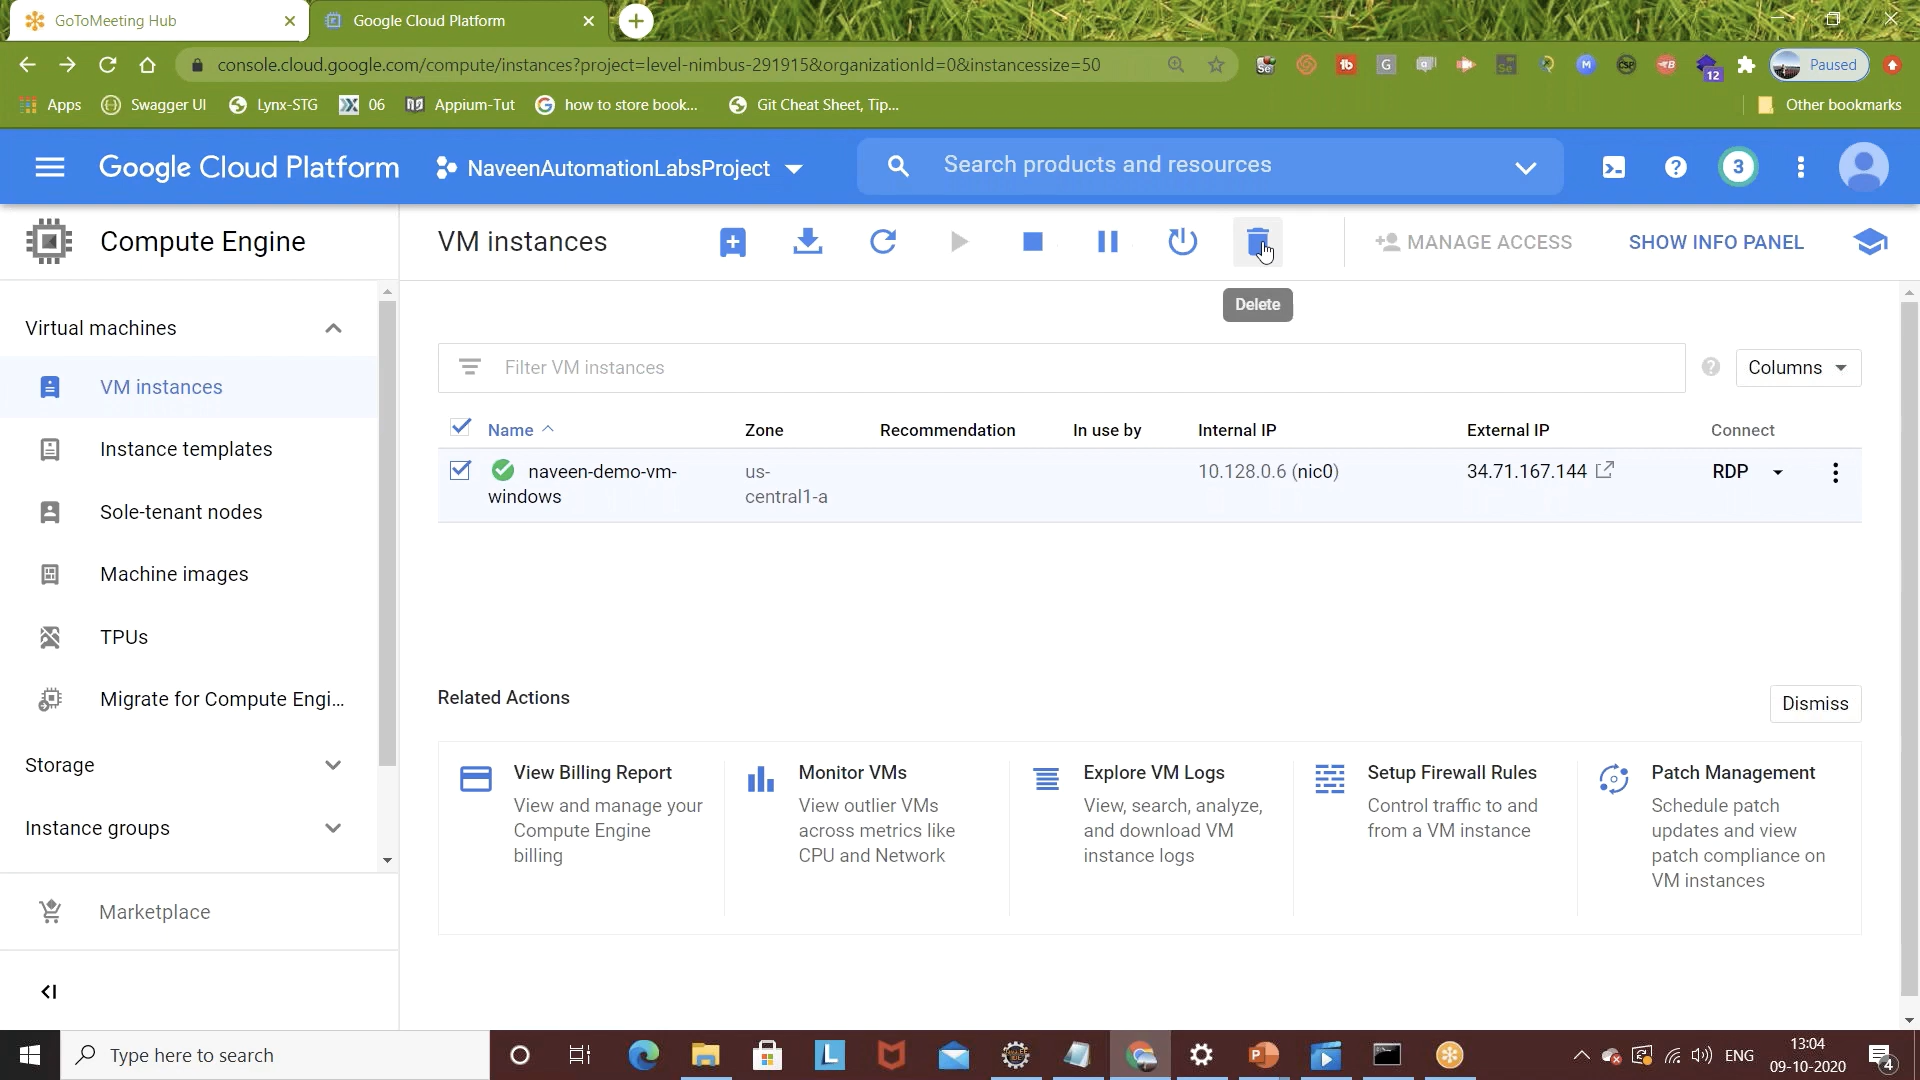 GoToMeeting Hub
Google Cloud Platform
console.cloud.google.com/compute/instances?project=level-nimbus-291915&organizationId=0&instancessize=50
Paused
12
Apps
Swagger UI
Lynx-STG
06
Appium-Tut
how to store book...
Git Cheat Sheet, Tip...
Other bookmarks
Google Cloud Platform
NaveenAutomationLabsProject
Search products and resources
3
Compute Engine
VM instances
MANAGE ACCESS
SHOW INFO PANEL
Delete
Virtual machines
VM instances
Instance templates
Sole-tenant nodes
Machine images
TPUs
Migrate for Compute Engi...
Storage
Instance groups
Marketplace
Filter VM instances
Columns
Name
Zone
Recommendation
In use by
Internal IP
External IP
Connect
naveen-demo-vm-
windows
us-
central1-a
10.128.0.6 (nic0)
34.71.167.144
RDP
Related Actions
Dismiss
View Billing Report
View and manage your
Compute Engine
billing
Monitor VMs
View outlier VMs
across metrics like
CPU and Network
Explore VM Logs
View, search, analyze,
and download VM
instance logs
Setup Firewall Rules
Control traffic to and
from a VM instance
Patch Management
Schedule patch
updates and view
patch compliance on
VM instances
Type here to search
ENG
13:04
09-10-2020
4